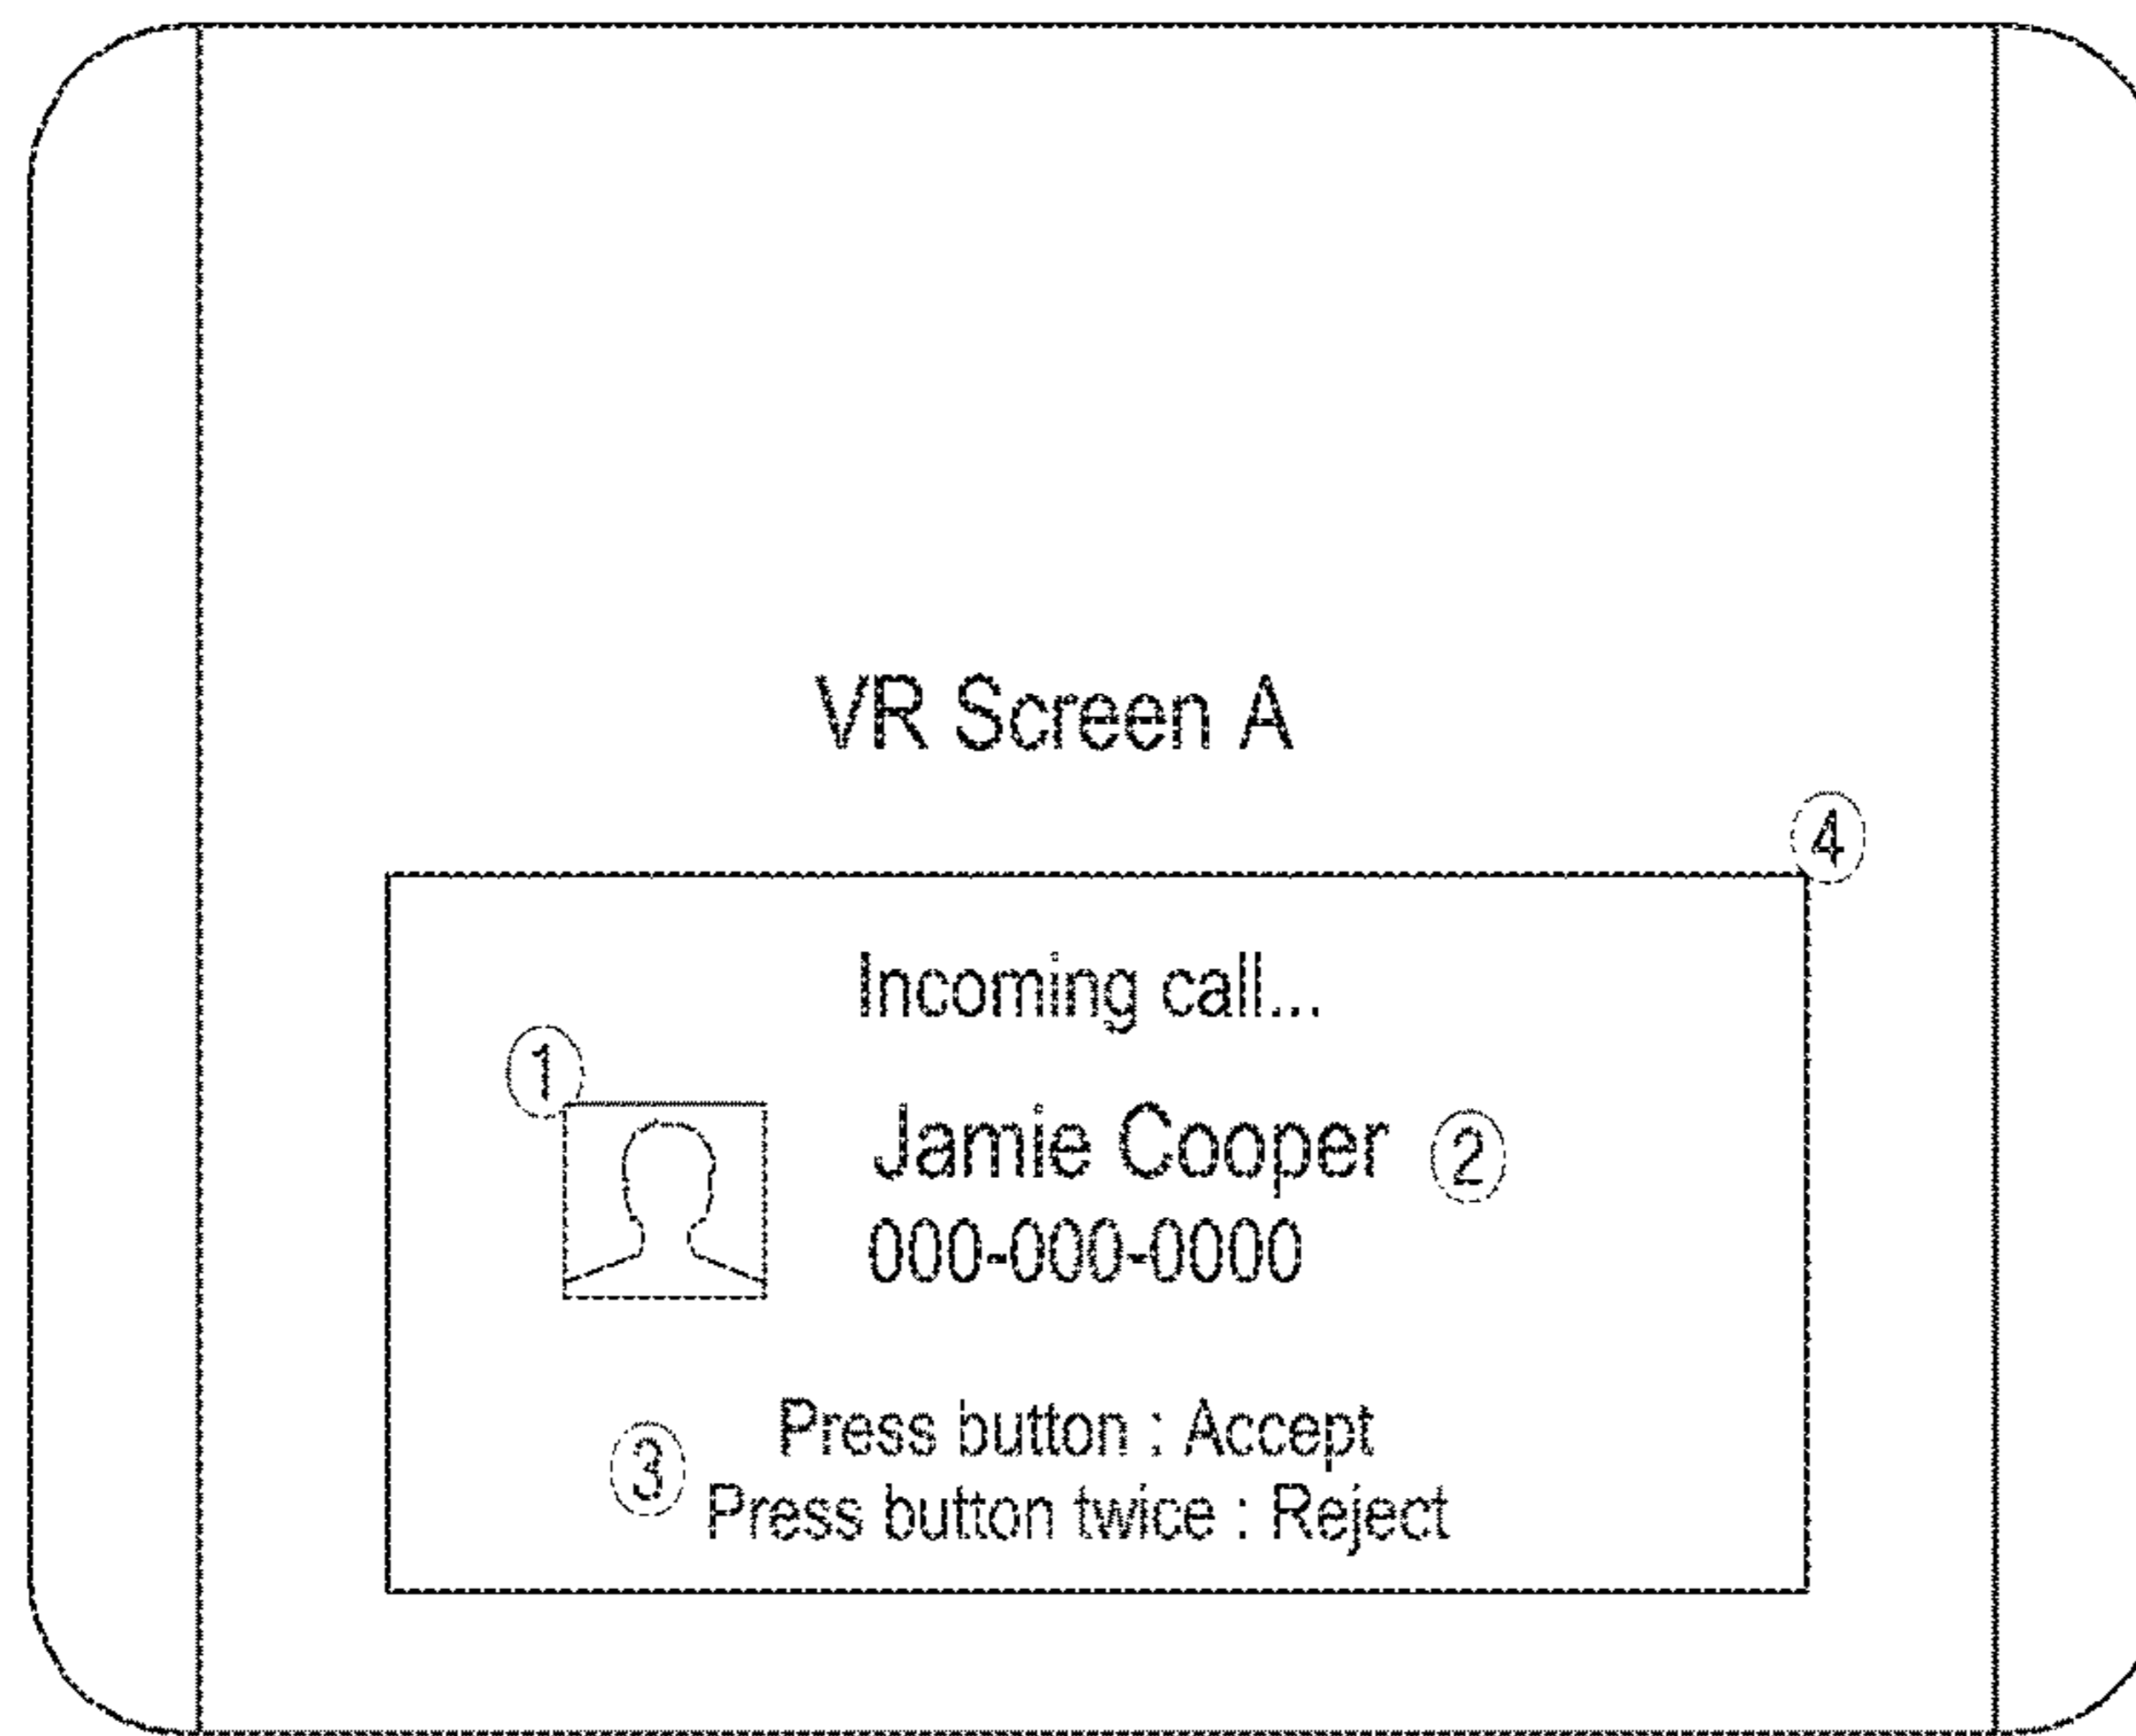 VR Screen A
④
Incoming call...
①
Jamie Cooper ②
000-000-0000
Press button : Accept
③
Press button twice : Reject